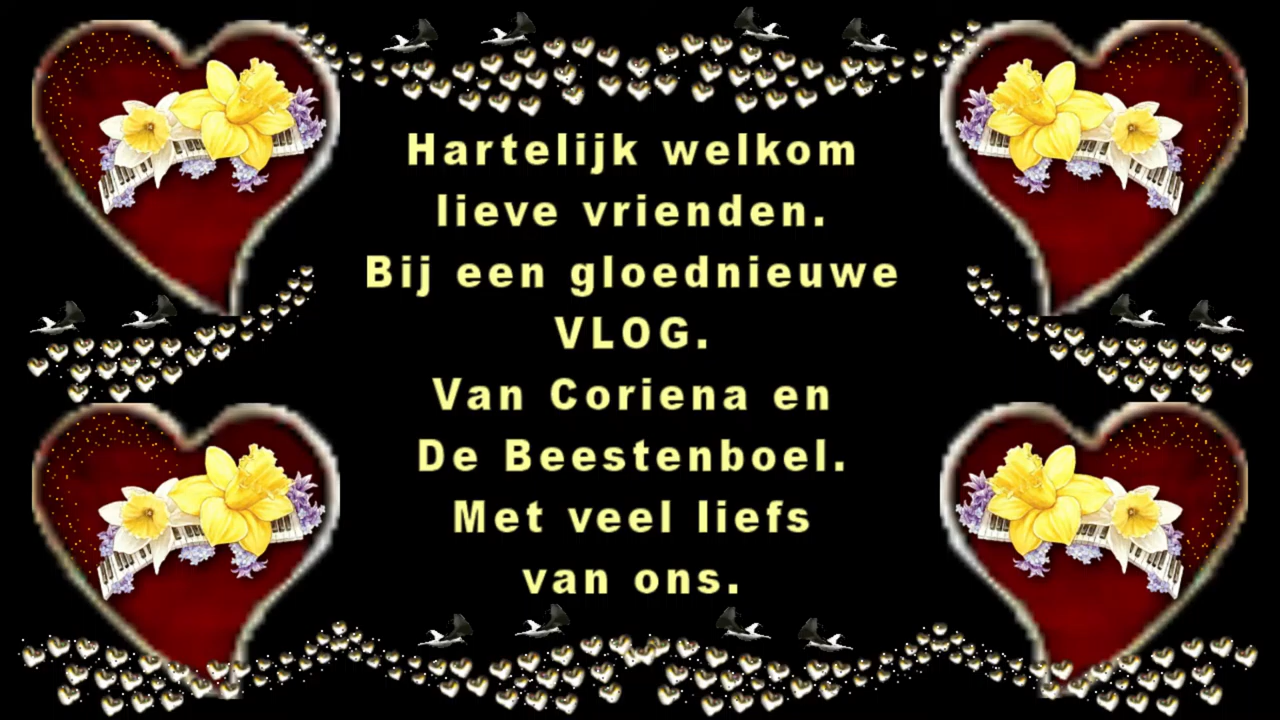 Hartelijk welkom
lieve vrienden.
Bij een gloednieuwe
VLOG.
Van Coriena en
De Beestenboel.
Met veel liefs
van ons.